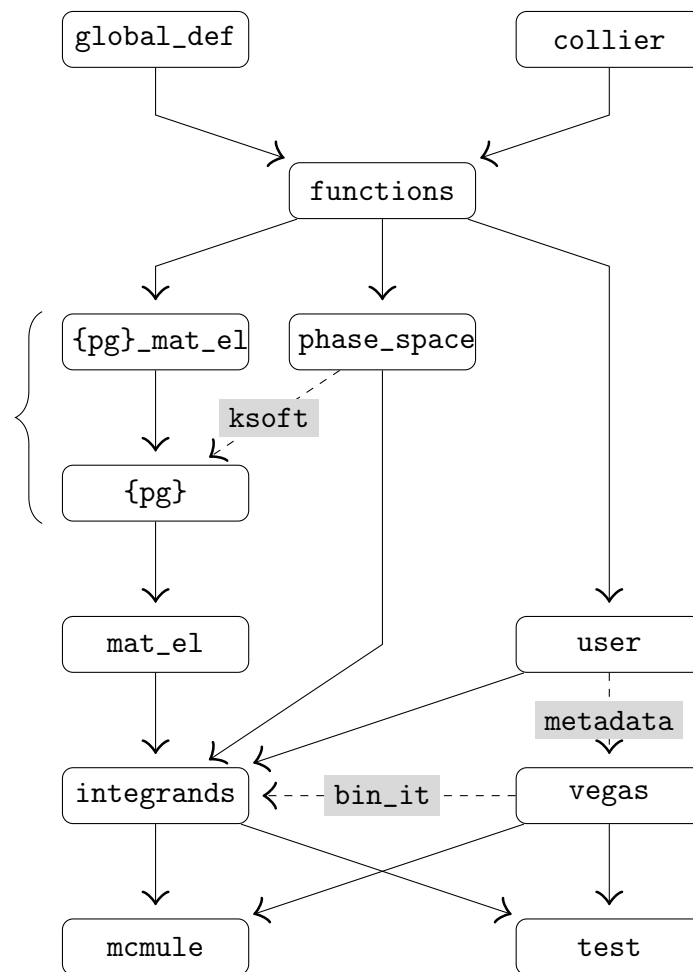 global_def
collier
functions
{pg}_mat_el
phase_space
ksoft
{pg}
mat_el
user
metadata
integrands
bin_it
vegas
mcmule
test